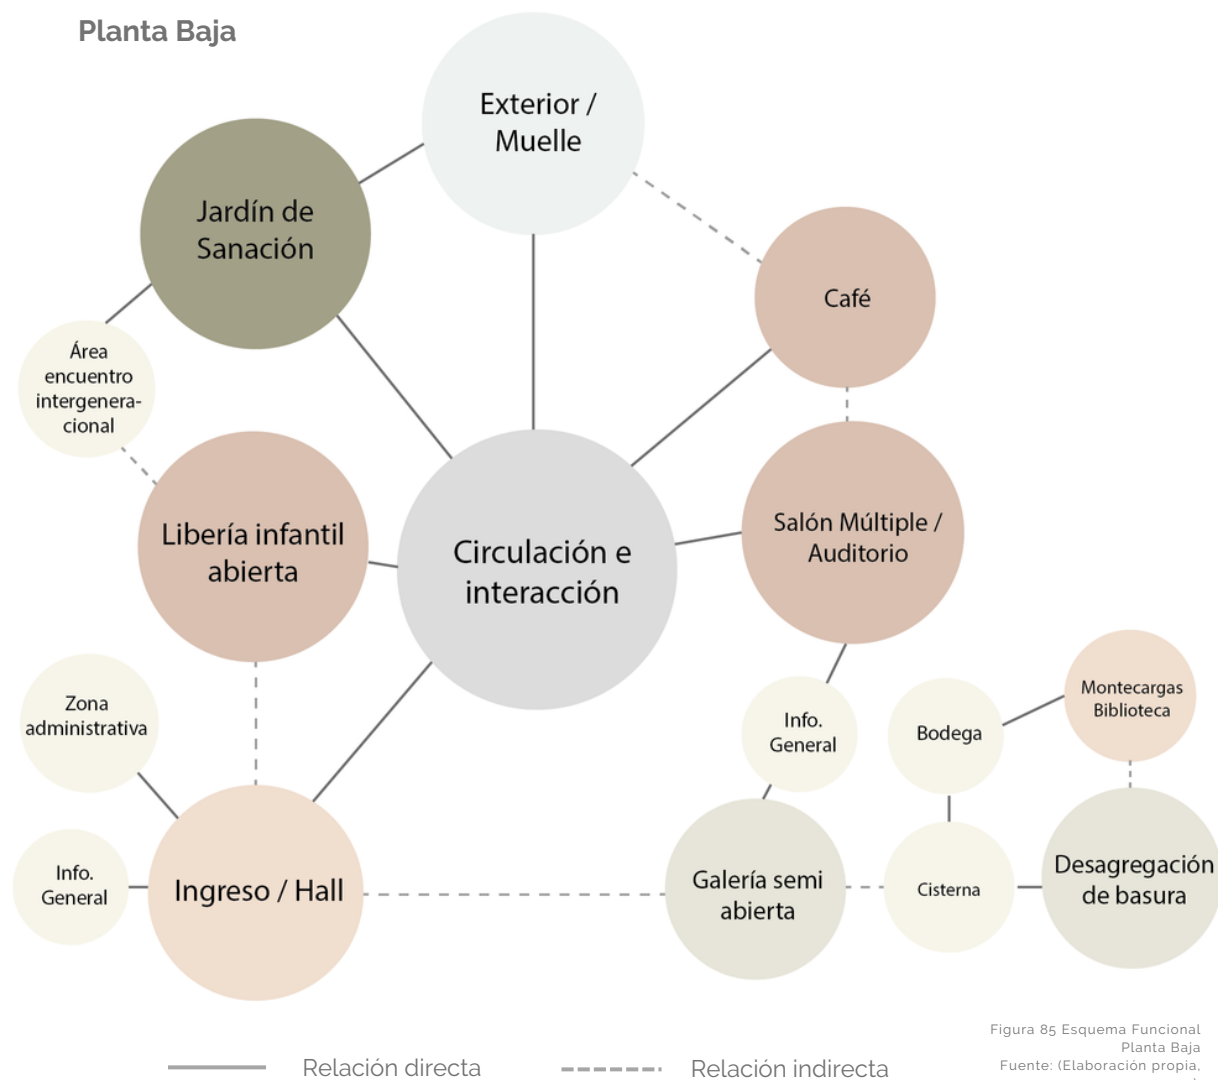 Planta Baja
Exterior /
Muelle
Jardín de
Sanación
Café
Área
encuentro
intergenera-
cional
Libería infantil
abierta
Circulación e
interacción
Salón Múltiple /
Auditorio
Zona
administrativa
Info.
General
Bodega
Montecargas
Biblioteca
Info.
General
Ingreso / Hall
Galería semi
abierta
Cisterna
Desagregación
de basura
Figura 85 Esquema Funcional
Planta Baja
Fuente: (Elaboración propia,
Relación directa
Relación indirecta